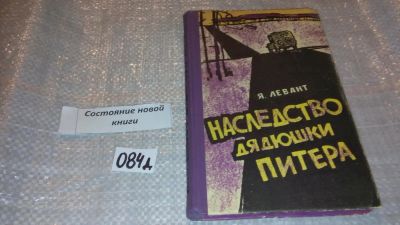 Состояние новой
книги
084д
Я. ЛЕВАНТ
НАСЛЕДСТВО
ДЯДЮШКИ
ПИТЕРА